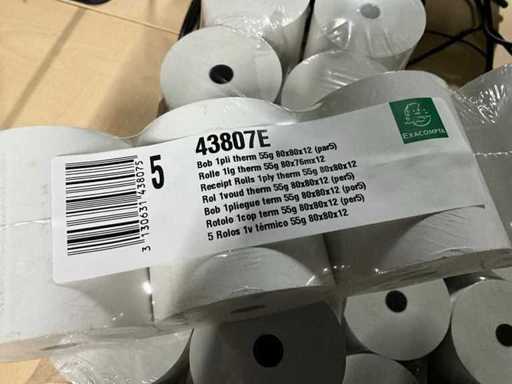 43807E
5
Bob 1pli therm 55g 80x80x12 (par5)
Rolle 1lg therm 55g 80x76mx12
Receipt Rolls 1ply therm 55g 80x80x12
Rol 1voud therm 55g 80x80x12 (per5)
Bob 1pliegue term 55g 80x80x12 (per5)
Rotolo 1cop term 55g 80x80x12 (per5)
5 Rolos 1v térmico 55g 80x80x12
3 130631 438075
EXACOMPTA